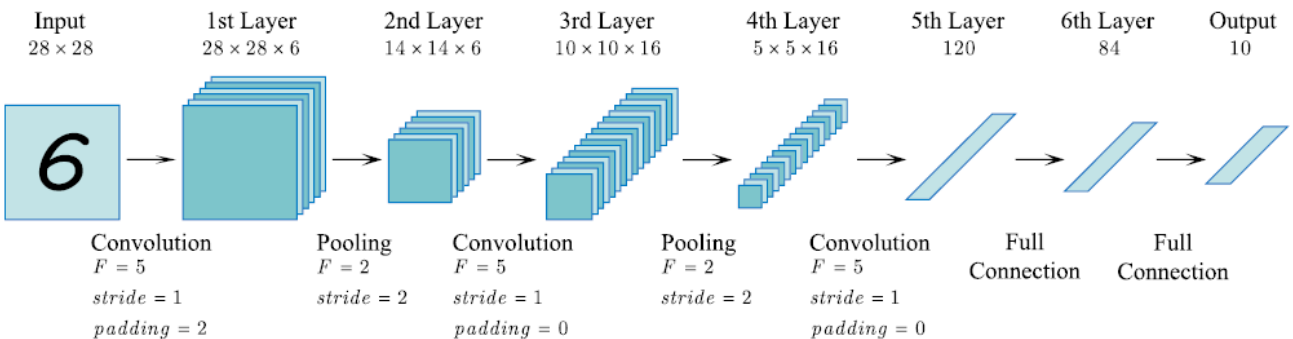 Input
28 × 28
1st Layer
28 × 28 × 6
2nd Layer
14 × 14 × 6
3rd Layer
10 × 10 × 16
4th Layer
5 × 5 × 16
5th Layer
120
6th Layer
84
Output
10
6
Convolution
F = 5
stride = 1
padding = 2
Pooling
F = 2
stride = 2
Convolution
F = 5
stride = 1
padding = 0
Pooling
F = 2
stride = 2
Convolution
F = 5
stride = 1
padding = 0
Full
Connection
Full
Connection